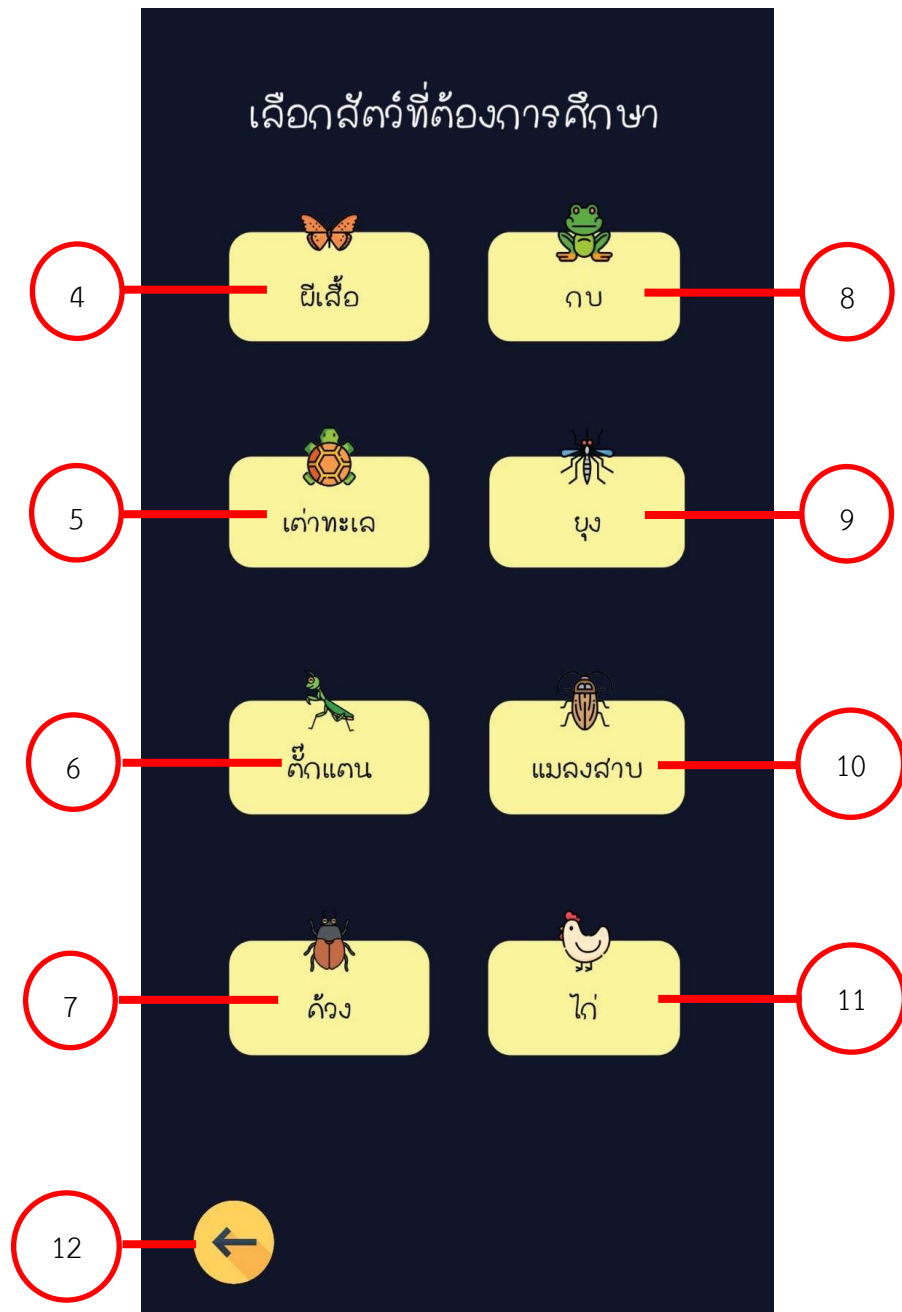 เลือกสัตว์ที่ต้องการศึกษา
4 ผีเสื้อ กบ 8
5 เต่าทะเล ยุง 9
6 ตั๊กแตน แมลงสาบ 10
7 ด้วง ไก่ 11
12